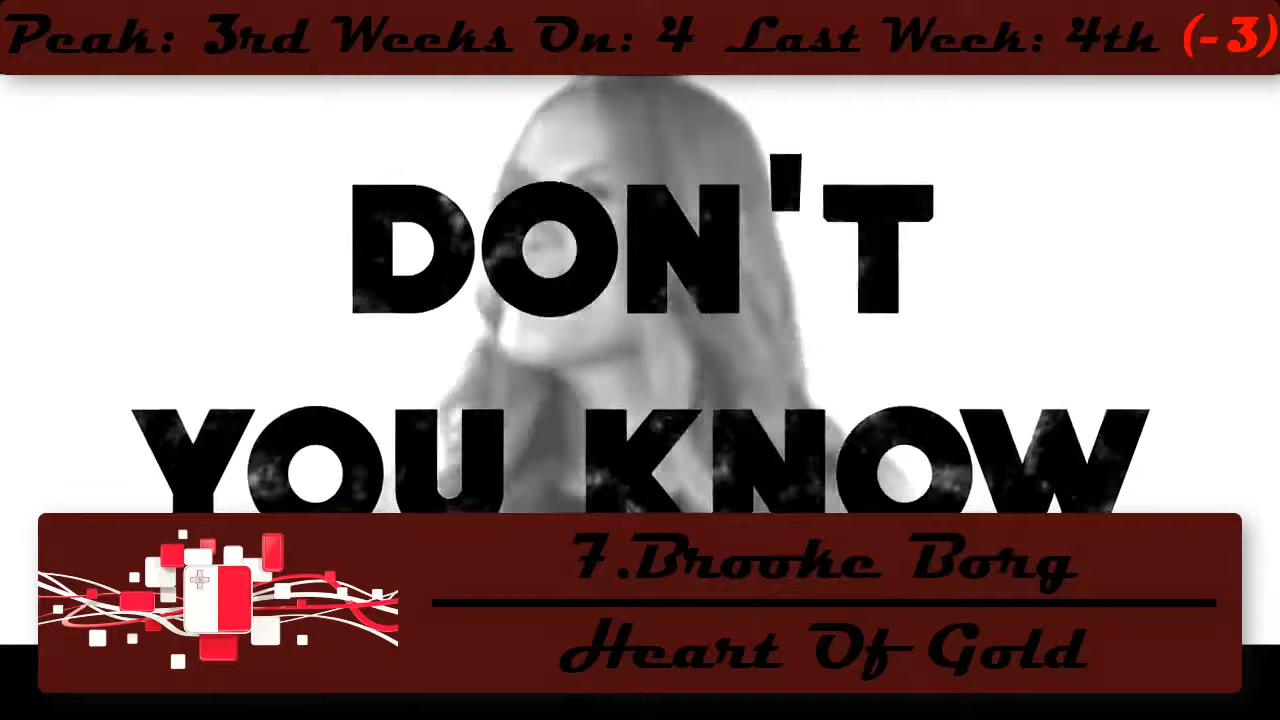 Peak: 3rd Weeks On: 4 Last Week: 4th (-3)
DON'T
YOU KNOW
7.Brooke Borg
Heart Of Gold